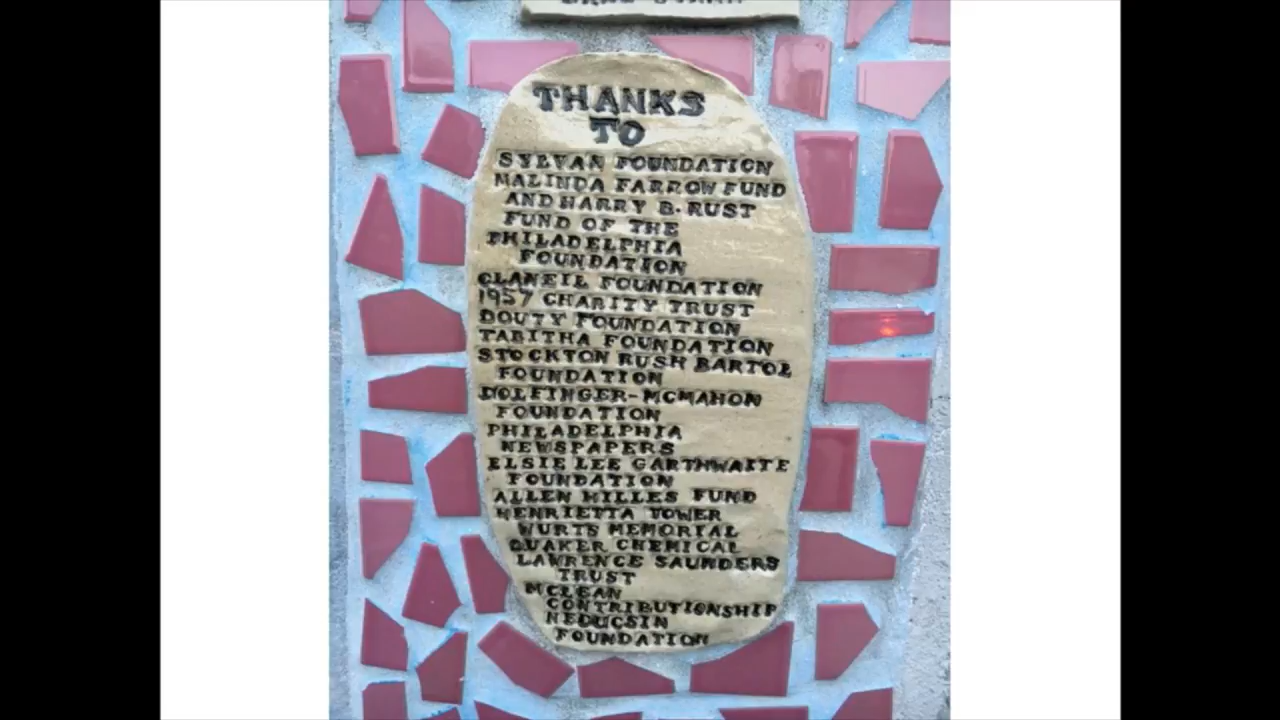 THANKS
TO
SYLVAN FOUNDATION
MALINDA FARROW FUND
AND HARRY B. RUST
FUND OF THE
PHILADELPHIA
FOUNDATION
CLANEIL FOUNDATION
1957 CHARITY TRUST
DOUTY FOUNDATION
TABITHA FOUNDATION
STOCKTON RUSH BARTOL
FOUNDATION
DOLFINGER-MCMAHON
FOUNDATION
PHILADELPHIA
NEWSPAPERS
ELSIE LEE GARTHWAITE
FOUNDATION
ALLEN HILLES FUND
HENRIETTA TOWER
WURTS MEMORIAL
QUAKER CHEMICAL
LAWRENCE SAUNDERS
TRUST
MCLEAN
CONTRIBUTIONSHIP
NEDUCSIN
FOUNDATION